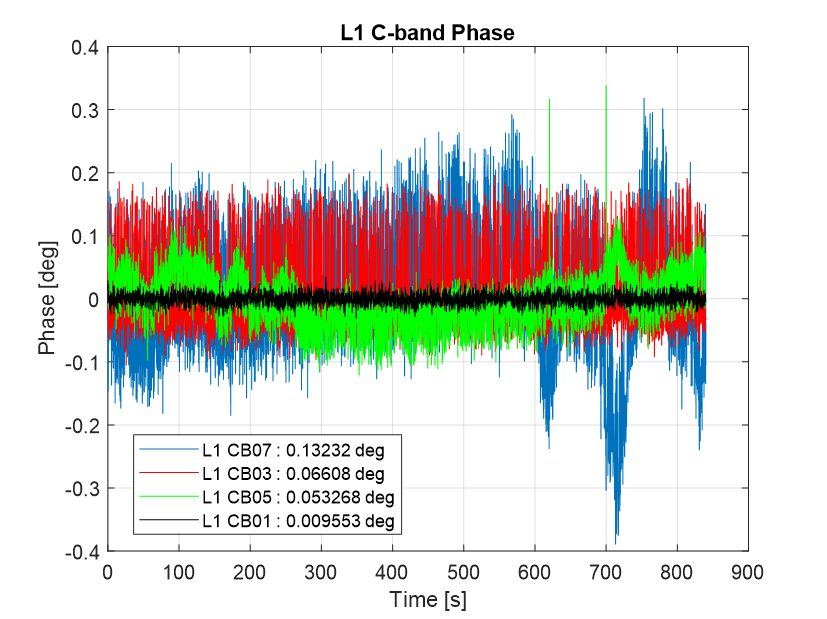 L1 C-band Phase
0.4
0.3
0.2
0.1
0
-0.1
-0.2
-0.3
-0.4
Phase [deg]
L1 CB07 : 0.13232 deg
L1 CB03 : 0.06608 deg
L1 CB05 : 0.053268 deg
L1 CB01 : 0.009553 deg
0 100 200 300 400 500 600 700 800 900
Time [s]